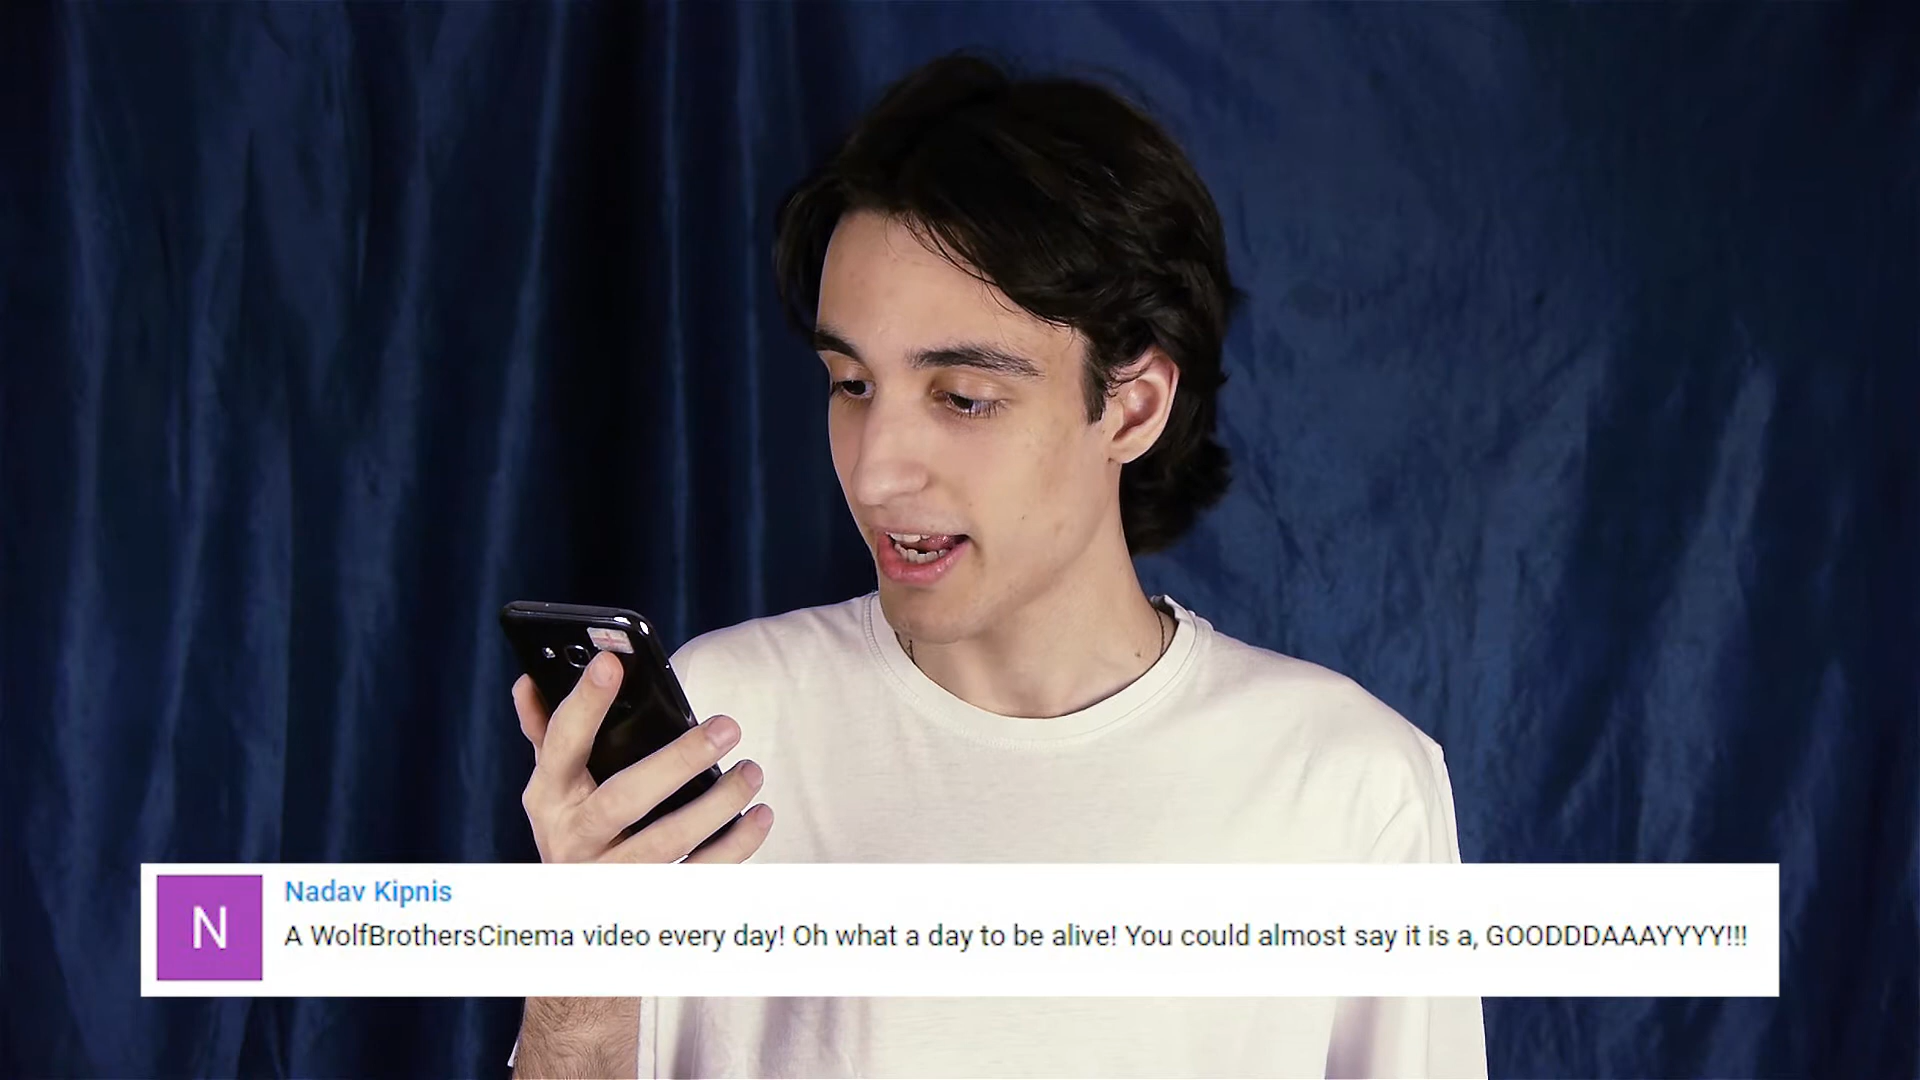 N
Nadav Kipnis
A WolfBrothersCinema video every day! Oh what a day to be alive! You could almost say it is a, GOODDDAAAYYYY!!!